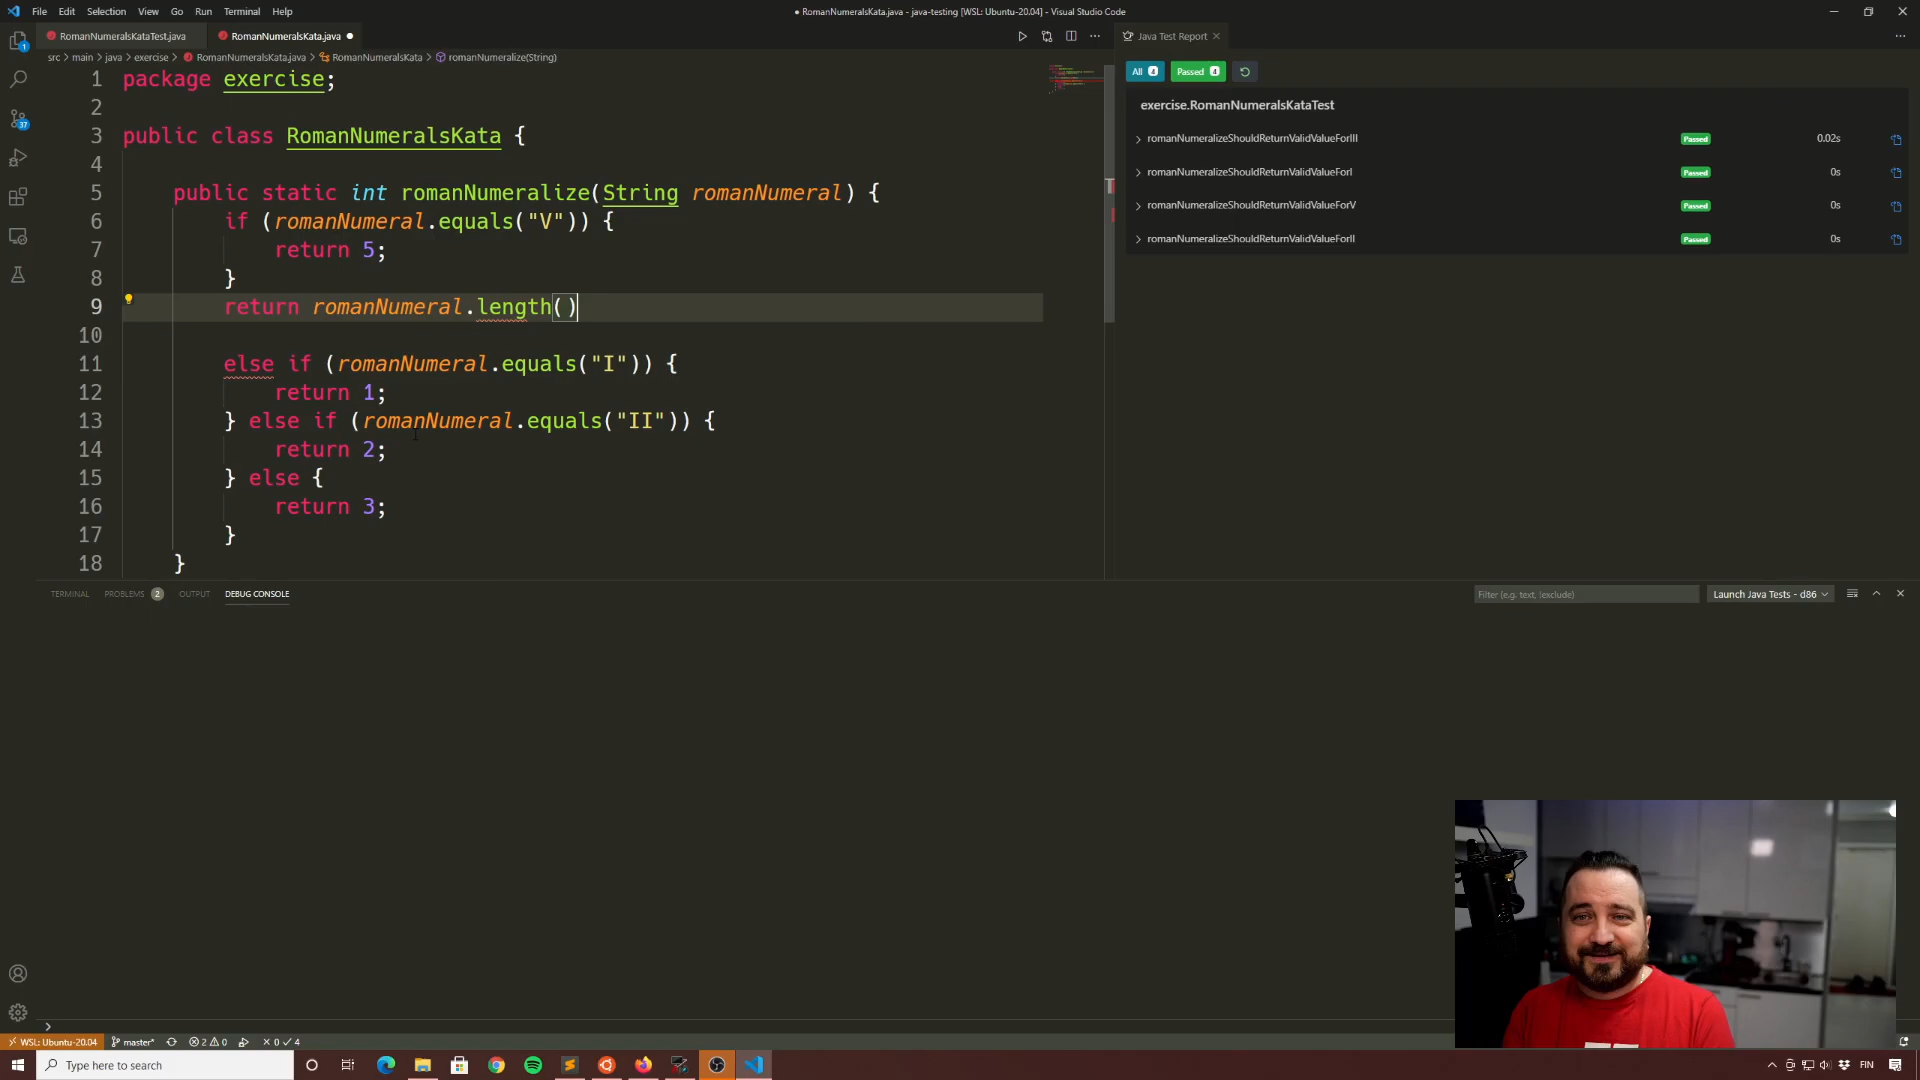 File Edit Selection View Go Run Terminal Help
● RomanNumeralsKata.java - java-testing [WSL: Ubuntu-20.04] - Visual Studio Code
RomanNumeralsKataTest.java
RomanNumeralsKata.java ●
src > main > java > exercise > RomanNumeralsKata.java > RomanNumeralsKata > romanNumeralize(String)
1 package exercise;
2
3 public class RomanNumeralsKata {
4
5 public static int romanNumeralize(String romanNumeral) {
6 if (romanNumeral.equals("V")) {
7 return 5;
8 }
9 return romanNumeral.length()
10
11 else if (romanNumeral.equals("I")) {
12 return 1;
13 } else if (romanNumeral.equals("II")) {
14 return 2;
15 } else {
16 return 3;
17 }
18 }
Java Test Report
All 4 Passed 4
exercise.RomanNumeralsKataTest
romanNumeralizeShouldReturnValidValueForIII Passed 0.02s
romanNumeralizeShouldReturnValidValueForI Passed 0s
romanNumeralizeShouldReturnValidValueForV Passed 0s
romanNumeralizeShouldReturnValidValueForII Passed 0s
TERMINAL PROBLEMS 2 OUTPUT DEBUG CONSOLE
Filter (e.g. text, !exclude)
Launch Java Tests - d86
1
37
WSL: Ubuntu-20.04 master* 2 0 0 4
Type here to search
FIN